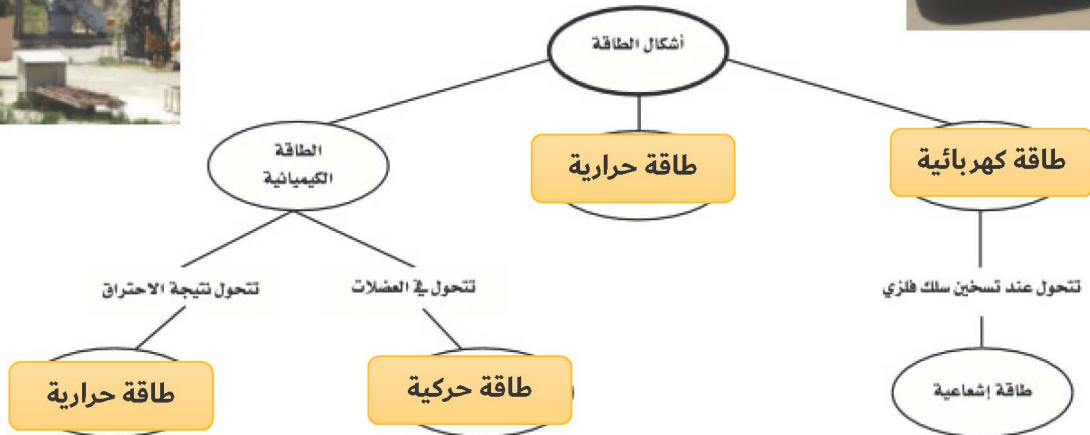 أشكال الطاقة
طاقة كهربائية
طاقة حرارية
الطاقة
الكيميائية
تتحول عند تسخين سلك فلزي
تتحول في العضلات
تتحول نتيجة الاحتراق
طاقة إشعاعية
طاقة حركية
طاقة حرارية